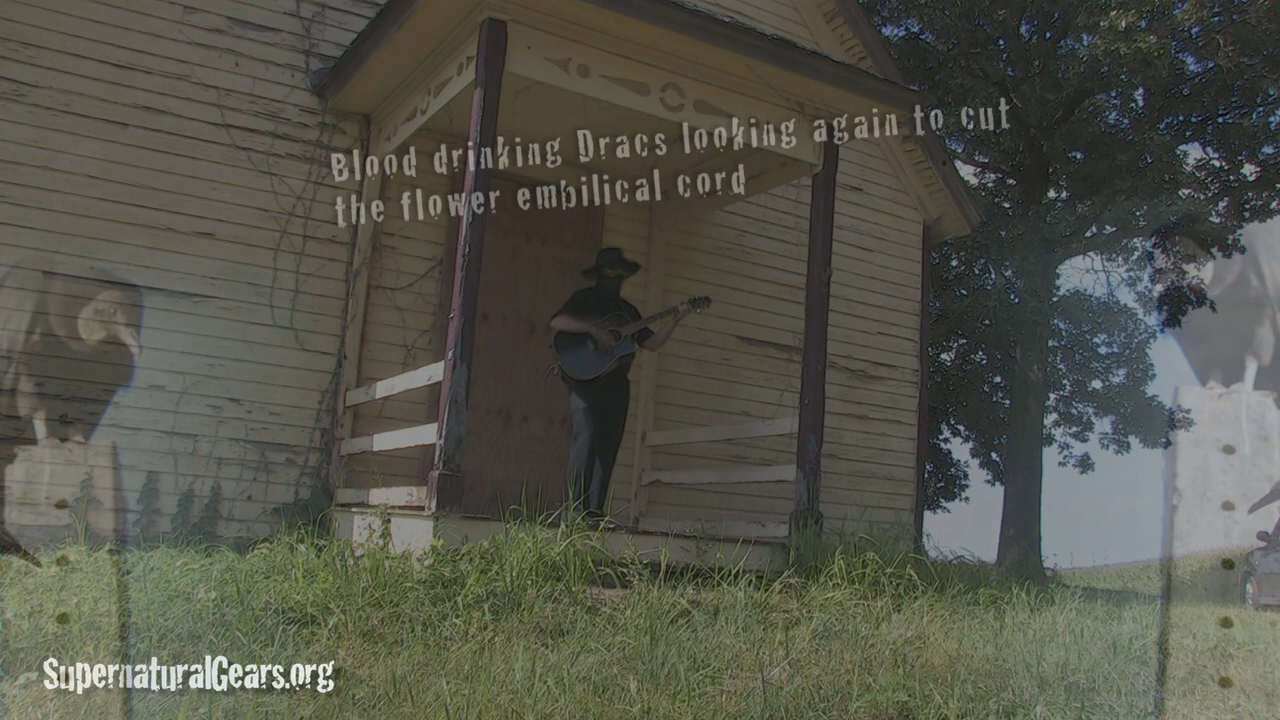 Blood drinking Dracs looking again to cut
the flower embilical cord
SupernaturalGears.org